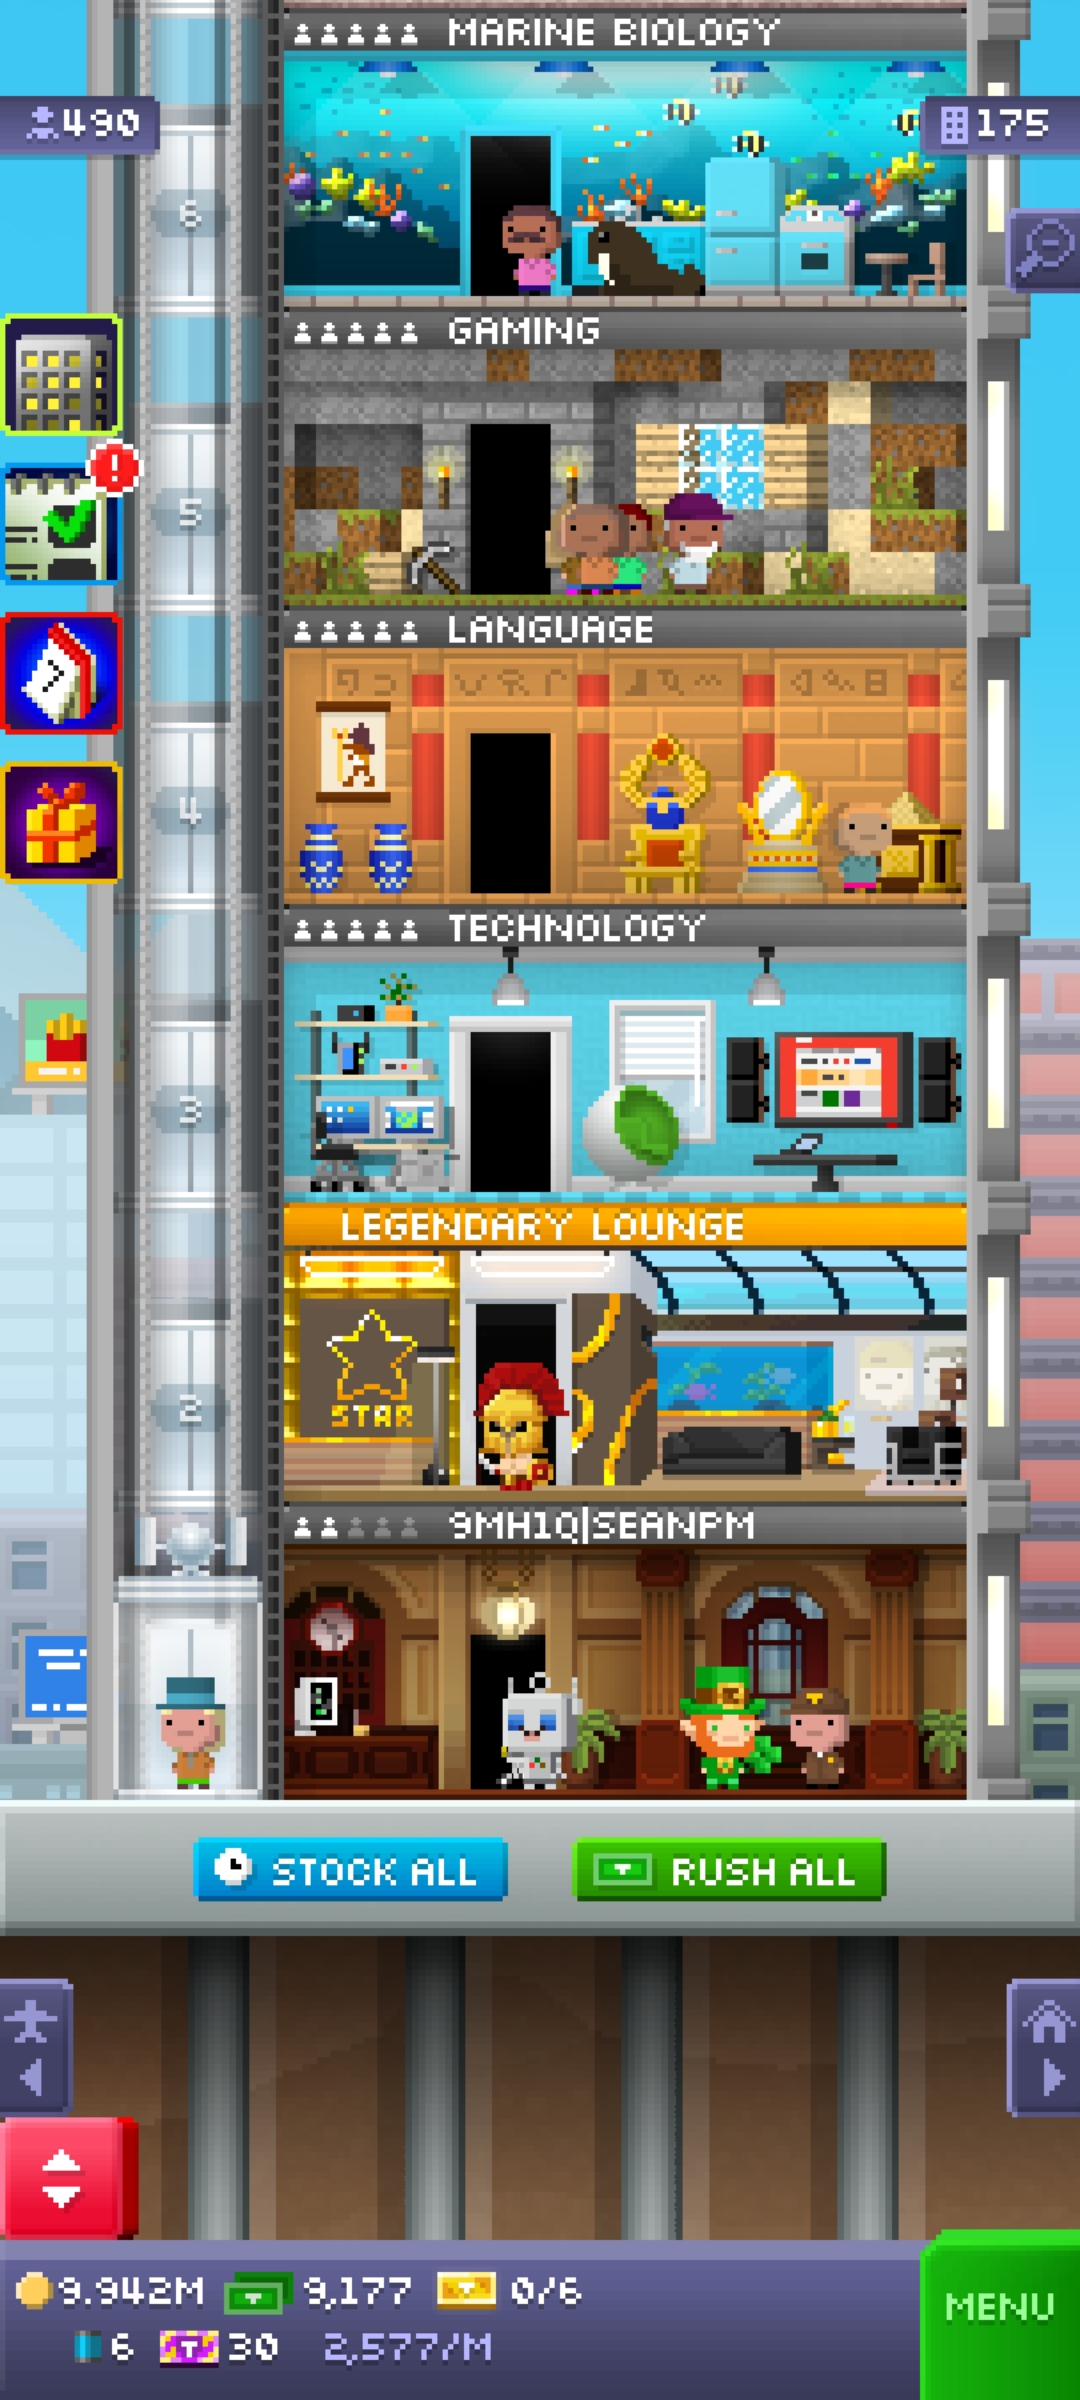 MARINE BIOLOGY
490
175
6
GAMING
5
LANGUAGE
7
4
TECHNOLOGY
3
LEGENDARY LOUNGE
2
STAR
9MH1Q|SEANPM
STOCK ALL
RUSH ALL
9.942M 9,177 0/6
6 30 2,577/M
MENU